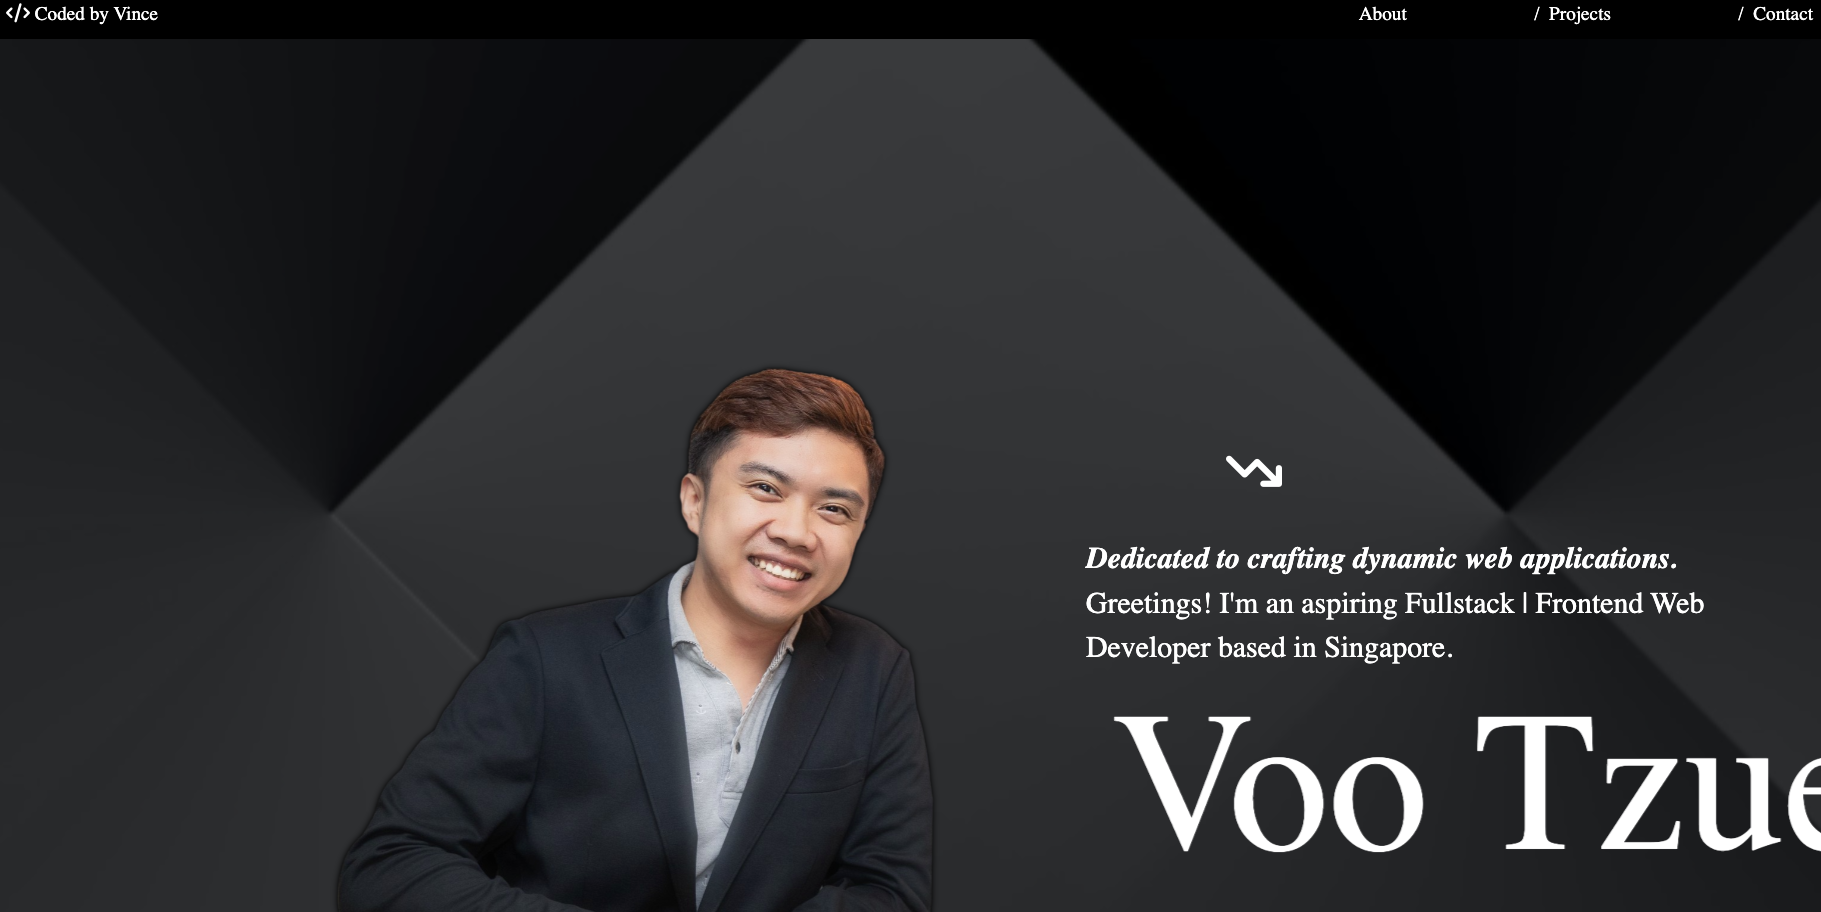 </> Coded by Vince
About
/ Projects
/ Contact
Dedicated to crafting dynamic web applications.
Greetings! I'm an aspiring Fullstack | Frontend Web
Developer based in Singapore.
Voo Tzue